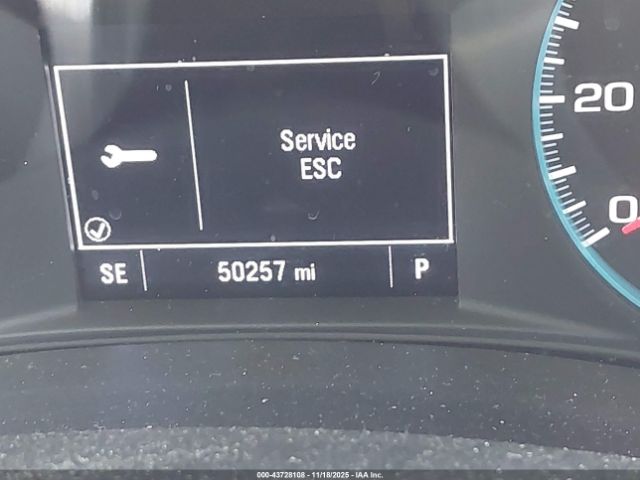 Service
ESC
20
0
SE 50257 mi P
000-43728108 - 11/18/2025 - IAA Inc.